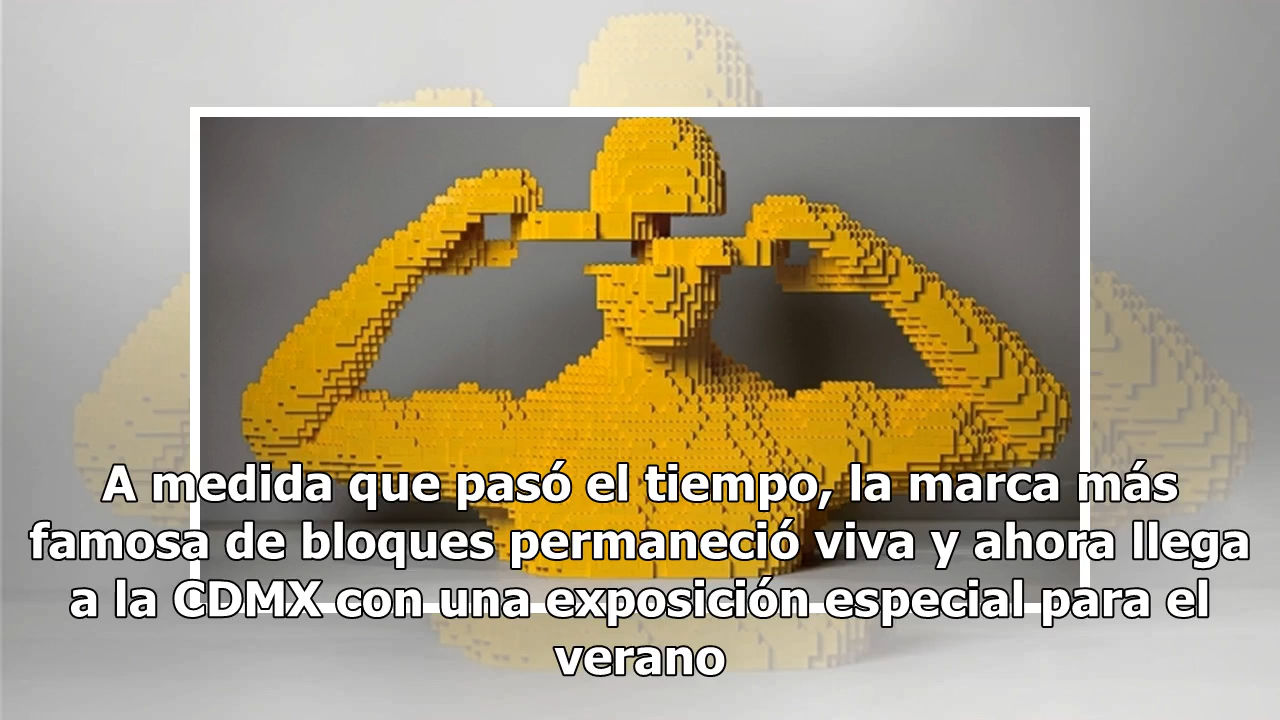 A medida que pasó el tiempo, la marca más
famosa de bloques permaneció viva y ahora llega
a la CDMX con una exposición especial para el
verano